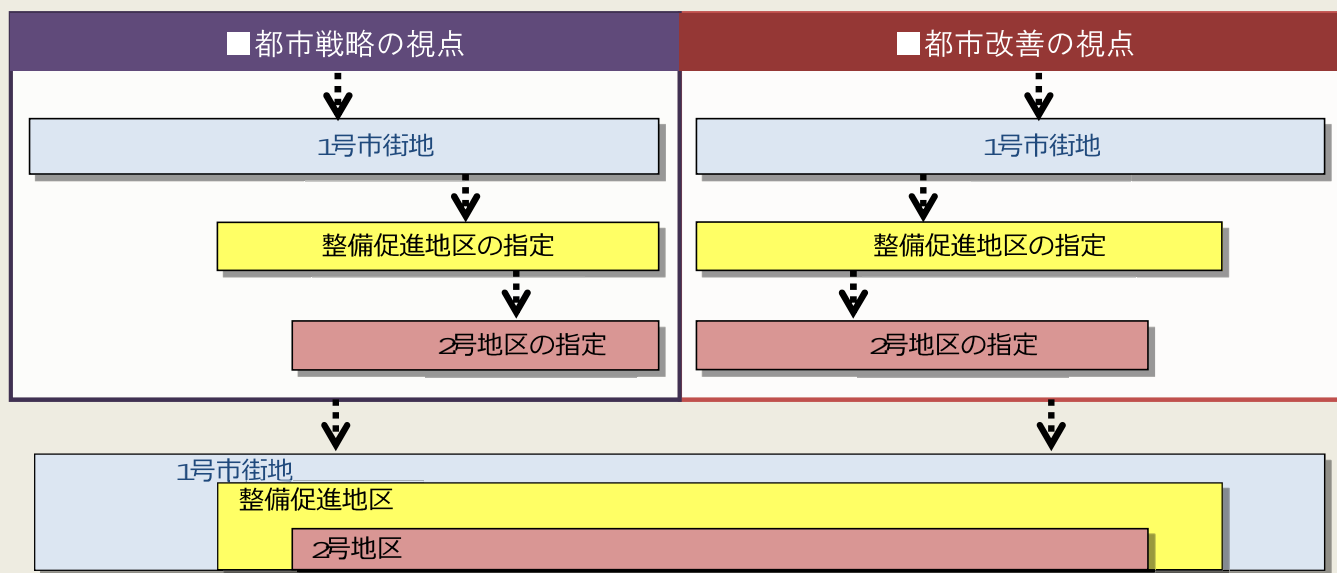 ■都市戦略の視点
■都市改善の視点
1号市街地
1号市街地
整備促進地区の指定
整備促進地区の指定
2号地区の指定
2号地区の指定
1号市街地
整備促進地区
2号地区